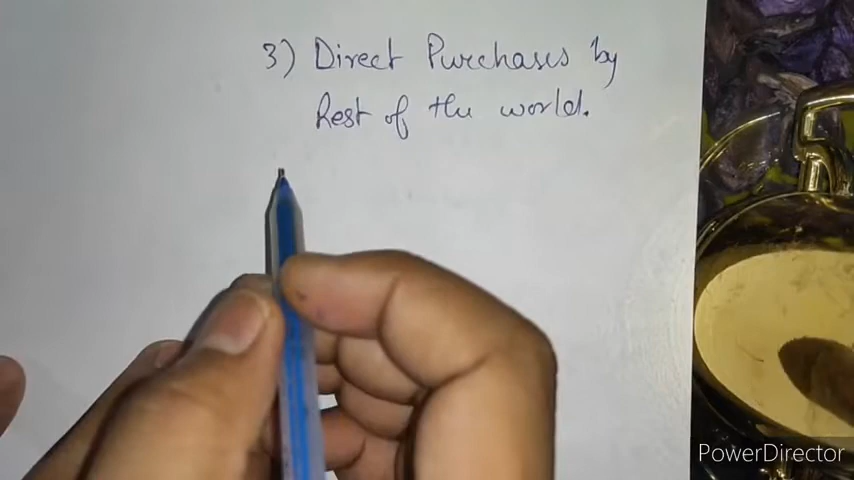 3) Direct Purchases by
Rest of the world.
PowerDirector